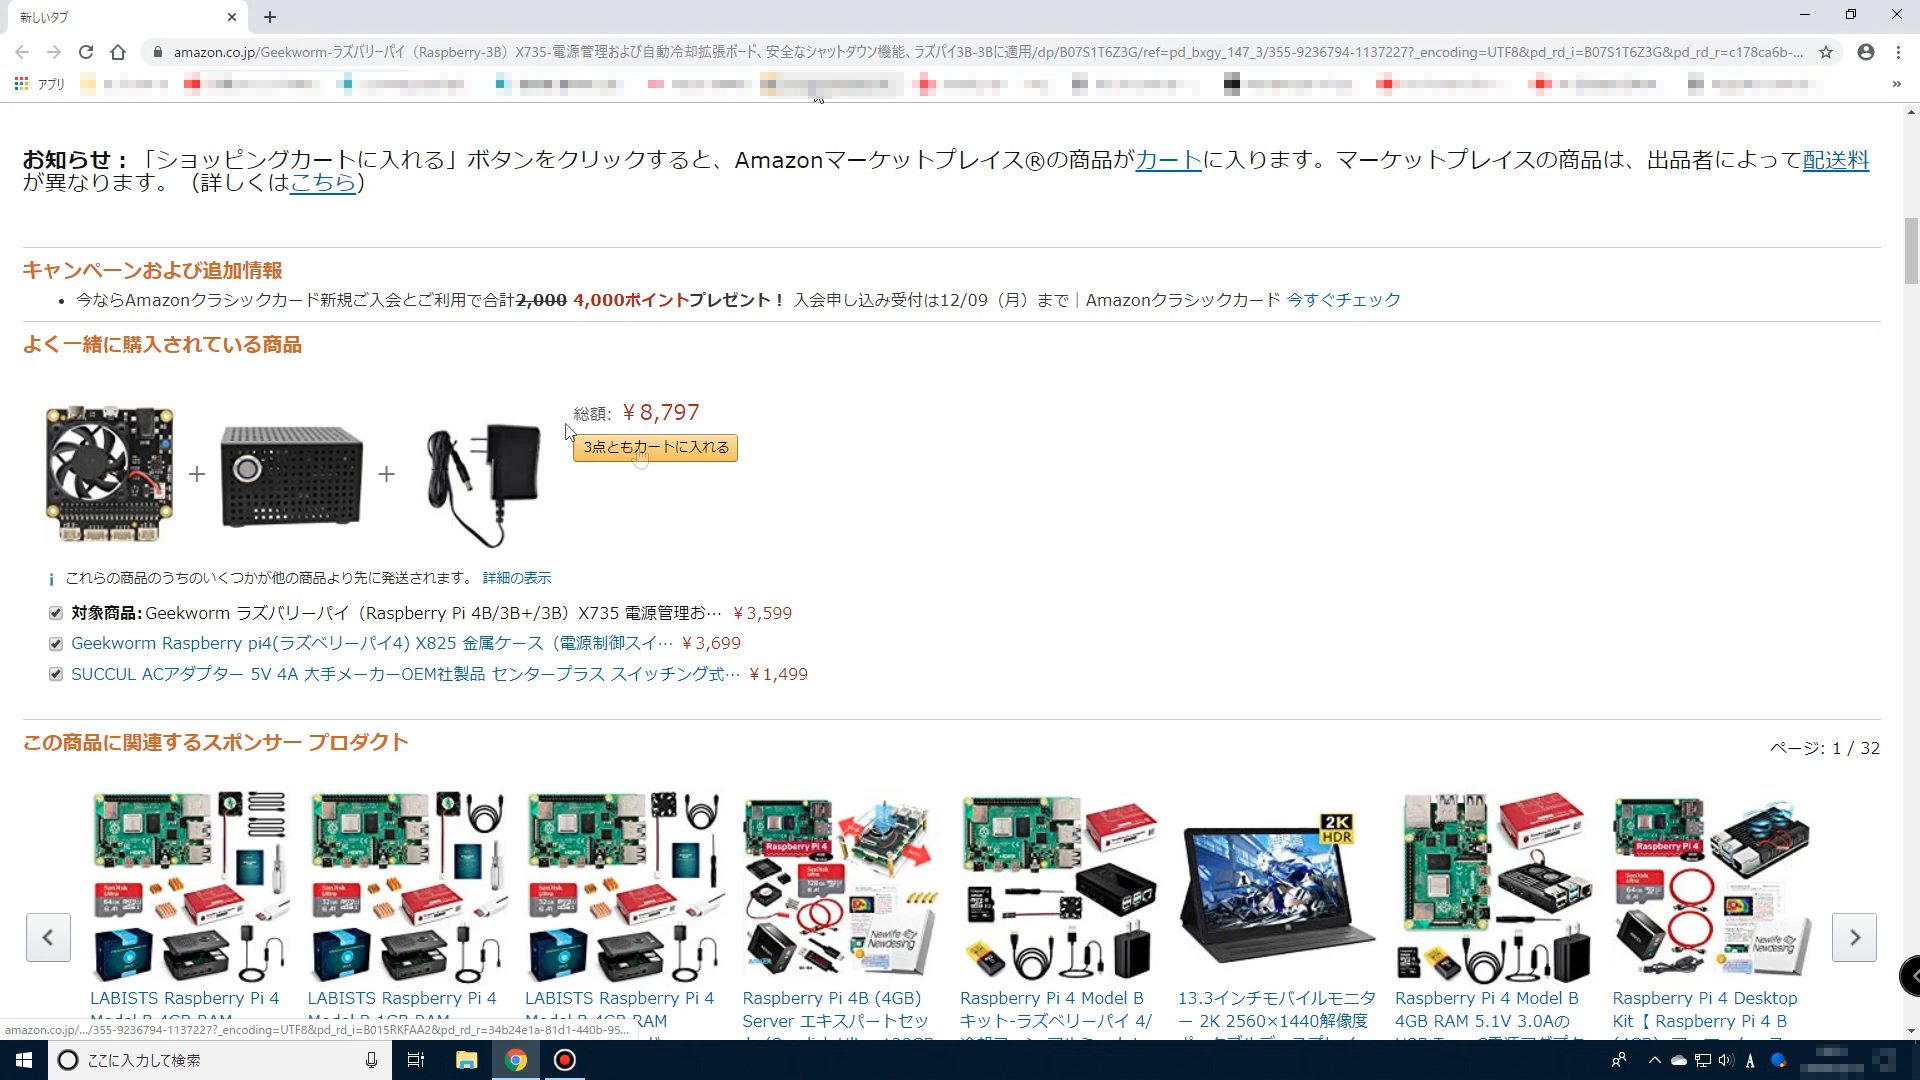 新しいタブ
amazon.co.jp/Geekworm-ラズパリーパイ（Raspberry-3B）X735-電源管理および自動冷却拡張ボード、安全なシャットダウン機能、ラズパイ3B-3Bに適用/dp/B07S1T6Z3G/ref=pd_bxgy_147_3/355-9236794-1137227?_encoding=UTF8&pd_rd_i=B07S1T6Z3G&pd_rd_r=c178ca6b-...
アプリ
お知らせ：「ショッピングカートに入れる」ボタンをクリックすると、Amazonマーケットプレイス®の商品がカートに入ります。マーケットプレイスの商品は、出品者によって配送料
が異なります。（詳しくはこちら）
キャンペーンおよび追加情報
• 今ならAmazonクラシックカード新規ご入会とご利用で合計2,000 4,000ポイントプレゼント！ 入会申し込み受付は12/09（月）まで｜Amazonクラシックカード 今すぐチェック
よく一緒に購入されている商品
総額: ￥8,797
3点ともカートに入れる
これらの商品のうちのいくつかが他の商品より先に発送されます。 詳細の表示
対象商品:Geekworm ラズパリーパイ（Raspberry Pi 4B/3B+/3B）X735 電源管理お… ￥3,599
Geekworm Raspberry pi4(ラズベリーパイ4) X825 金属ケース（電源制御スイ… ￥3,699
SUCCUL ACアダプター 5V 4A 大手メーカーOEM社製品 センタープラス スイッチング式… ￥1,499
この商品に関連するスポンサー プロダクト
ページ: 1 / 32
2K
HDR
Raspberry Pi 4
Raspberry Pi 4
LABISTS Raspberry Pi 4
LABISTS Raspberry Pi 4
LABISTS Raspberry Pi 4
Raspberry Pi 4B (4GB)
Server エキスパートセッ
Raspberry Pi 4 Model B
キット-ラズベリーパイ 4/
13.3インチモバイルモニタ
ー 2K 2560×1440解像度
Raspberry Pi 4 Model B
4GB RAM 5.1V 3.0Aの
Raspberry Pi 4 Desktop
Kit【 Raspberry Pi 4 B
amazon.co.jp/.../355-9236794-1137227?_encoding=UTF8&pd_rd_i=B015RKFAA2&pd_rd_r=34b24e1a-81d1-440b-95...
ここに入力して検索
A